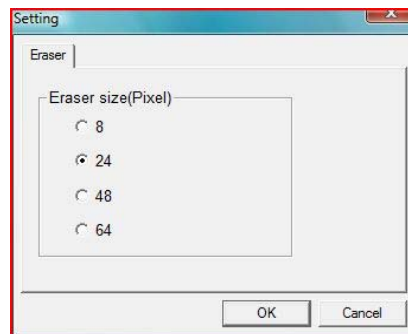 Setting
Eraser
Eraser size(Pixel)
8
24
48
64
OK Cancel